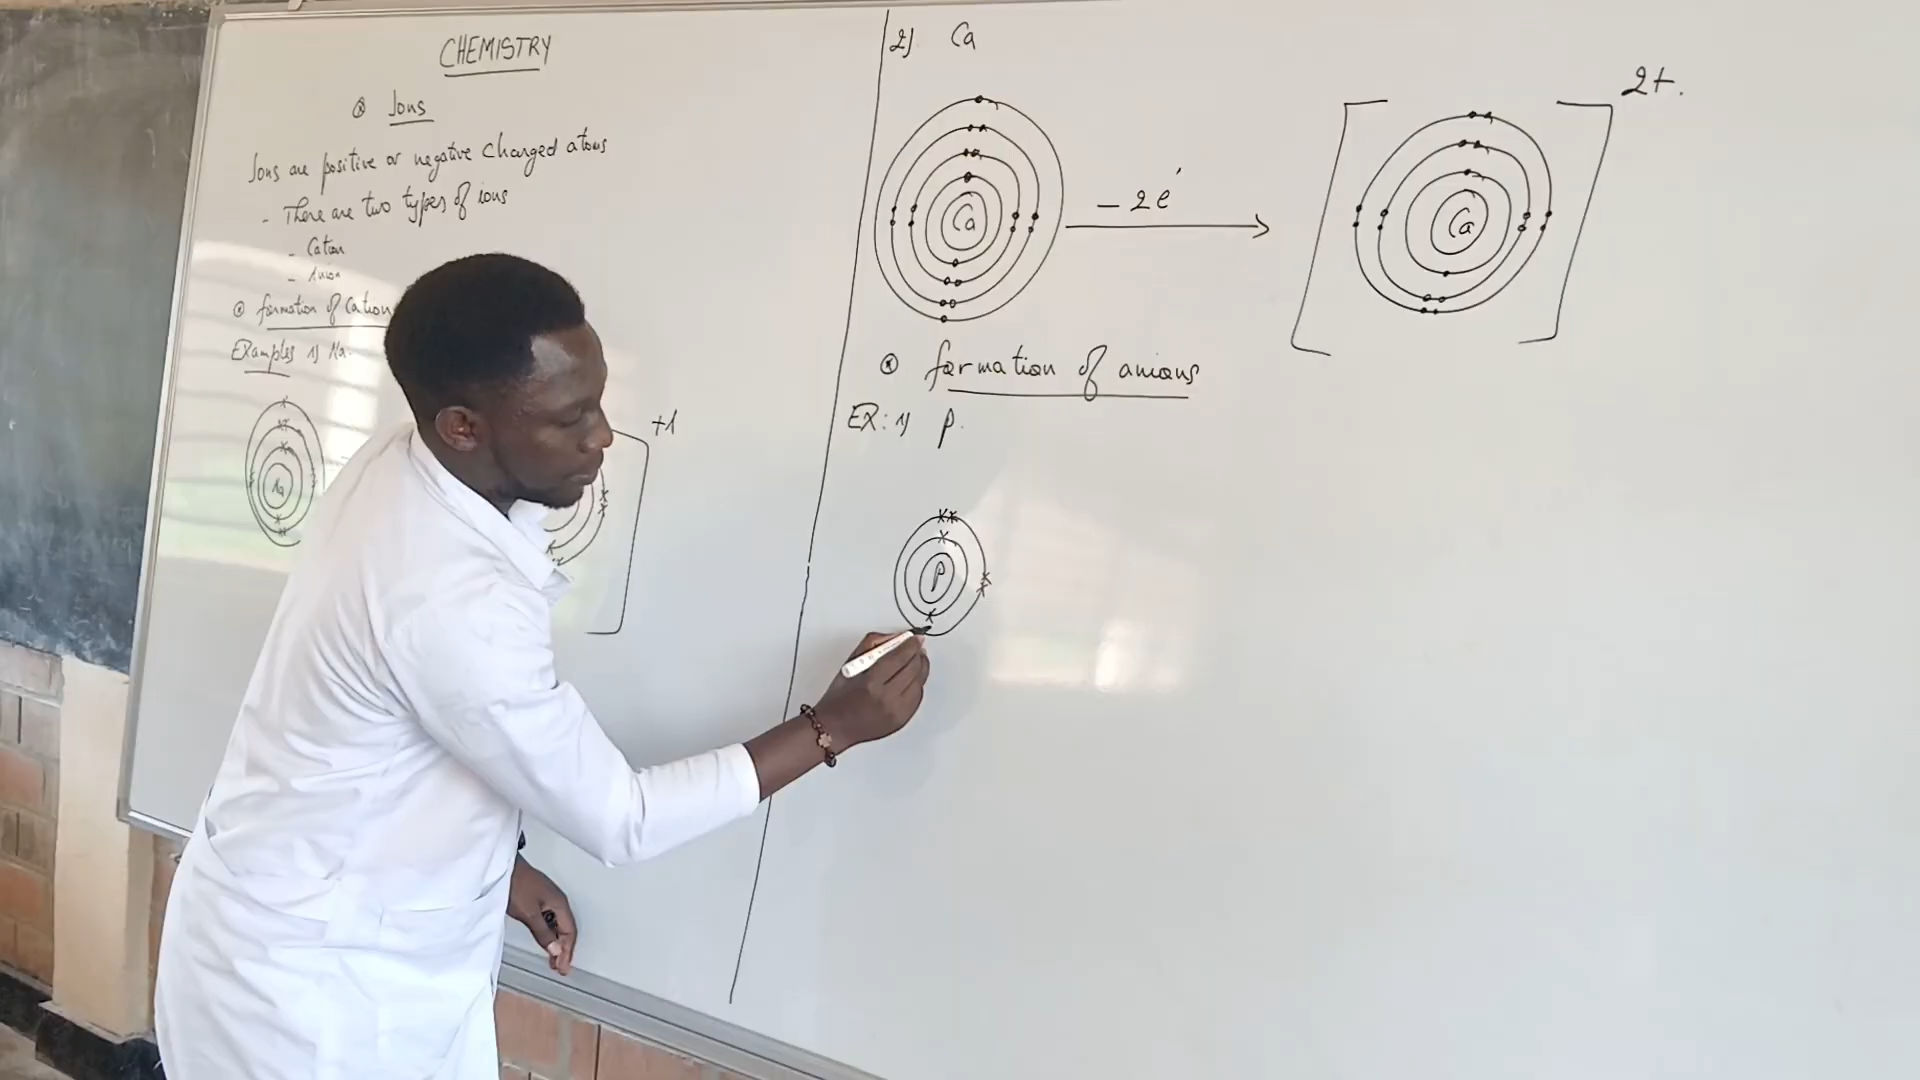 CHEMISTRY
Ions
Ions are positive or negative charged atoms
- There are two types of ions
- Cation
- Anion
formation of Cation
Examples 1) Na.
Na
+1
2) Ca
Ca
- 2e-
Ca
2+.
formation of anions
EX: 1) P.
P